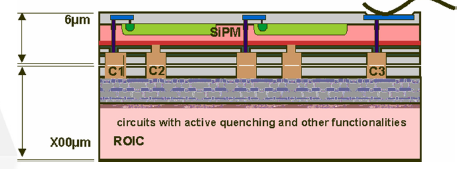 6µm
SiPM
C1
C2
C3
circuits with active quenching and other functionalities
X00µm
ROIC